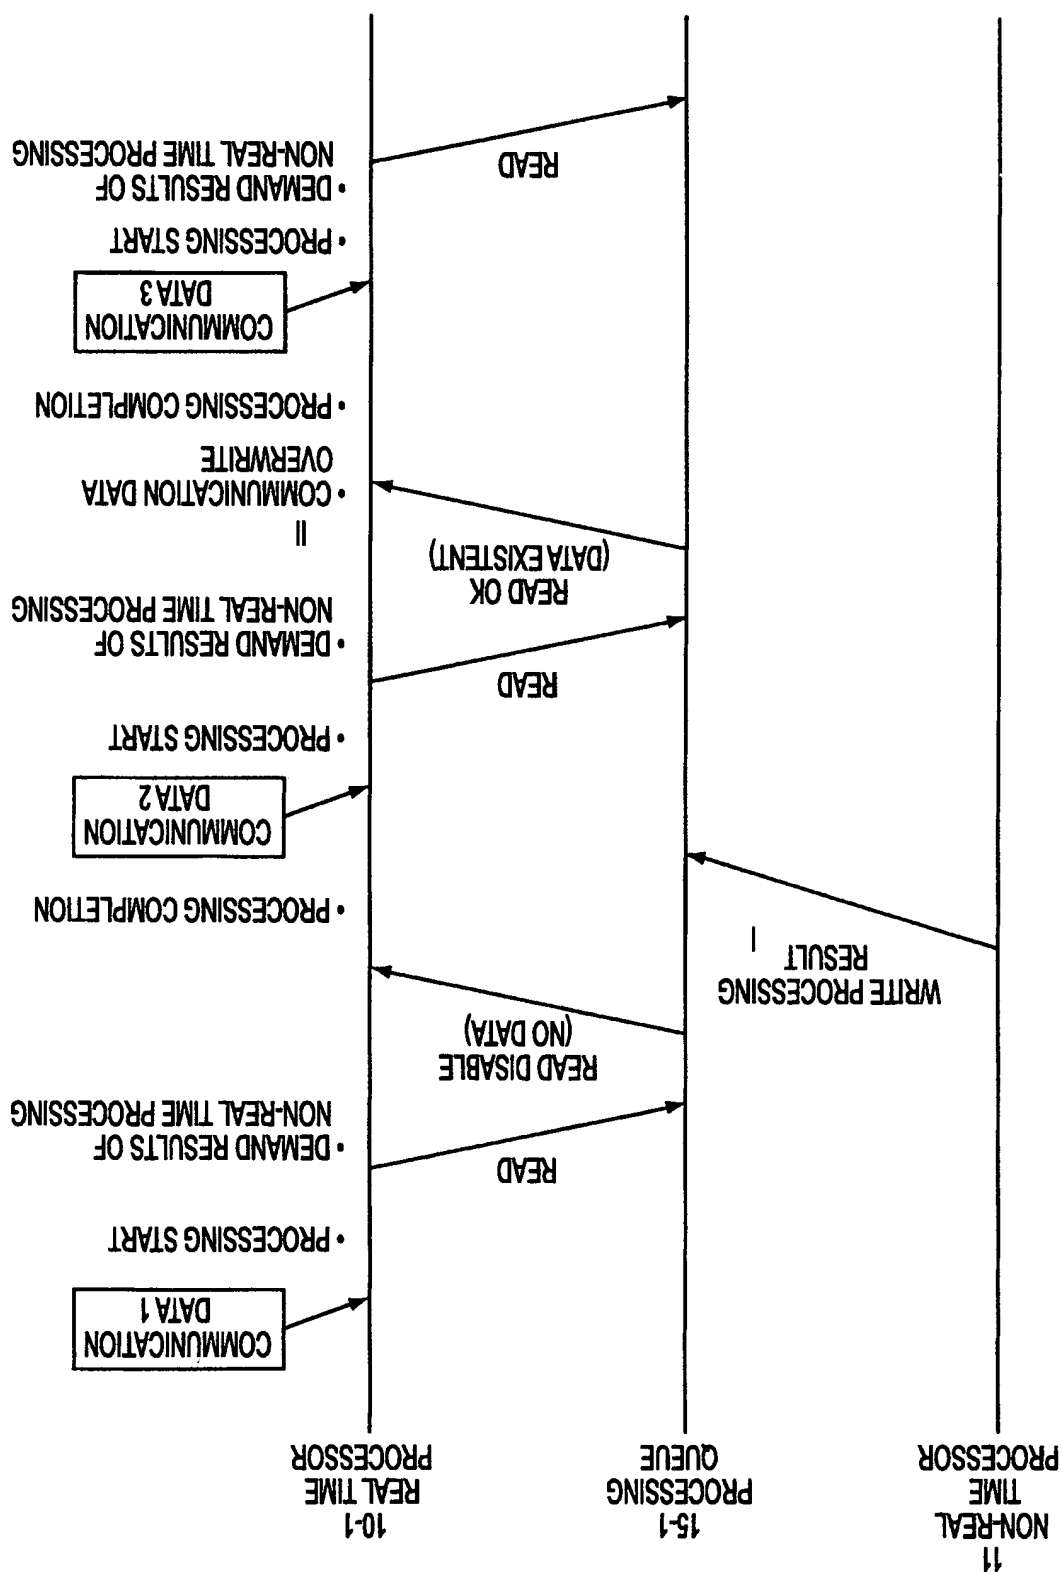 11
NON-REAL
TIME
PROCESSOR
15-1
PROCESSING
QUEUE
10-1
REAL TIME
PROCESSOR
COMMUNICATION
DATA 1
• PROCESSING START
READ
• DEMAND RESULTS OF
NON-REAL TIME PROCESSING
READ DISABLE
(NO DATA)
WRITE PROCESSING
RESULT
I
• PROCESSING COMPLETION
COMMUNICATION
DATA 2
• PROCESSING START
READ
• DEMAND RESULTS OF
NON-REAL TIME PROCESSING
READ OK
(DATA EXISTENT)
II
• COMMUNICATION DATA
OVERWRITE
• PROCESSING COMPLETION
COMMUNICATION
DATA 3
• PROCESSING START
• DEMAND RESULTS OF
NON-REAL TIME PROCESSING
READ